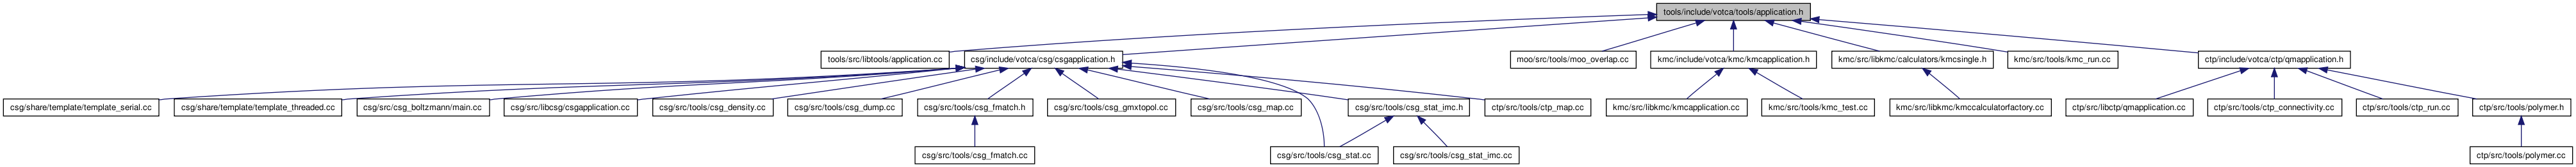 tools/include/votca/tools/application.h
tools/src/libtools/application.cc
csg/include/votca/csg/csgapplication.h
moo/src/tools/moo_overlap.cc
kmc/include/votca/kmc/kmcapplication.h
kmc/src/libkmc/calculators/kmcsingle.h
kmc/src/tools/kmc_run.cc
ctp/include/votca/ctp/qmapplication.h
csg/share/template/template_serial.cc
csg/share/template/template_threaded.cc
csg/src/csg_boltzmann/main.cc
csg/src/libcsg/csgapplication.cc
csg/src/tools/csg_density.cc
csg/src/tools/csg_dump.cc
csg/src/tools/csg_fmatch.h
csg/src/tools/csg_gmxtopol.cc
csg/src/tools/csg_map.cc
csg/src/tools/csg_stat_imc.h
ctp/src/tools/ctp_map.cc
kmc/src/libkmc/kmcapplication.cc
kmc/src/tools/kmc_test.cc
kmc/src/libkmc/kmccalculatorfactory.cc
ctp/src/libctp/qmapplication.cc
ctp/src/tools/ctp_connectivity.cc
ctp/src/tools/ctp_run.cc
ctp/src/tools/polymer.h
csg/src/tools/csg_fmatch.cc
csg/src/tools/csg_stat.cc
csg/src/tools/csg_stat_imc.cc
ctp/src/tools/polymer.cc